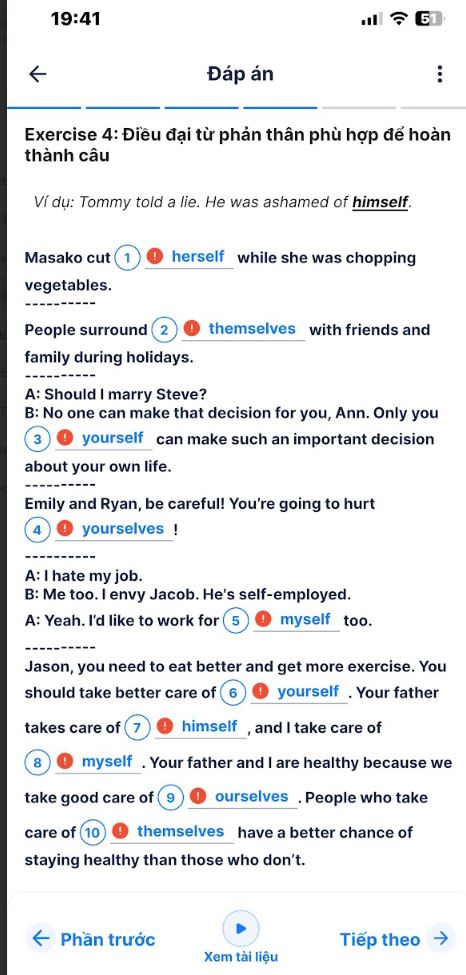 19:41
51
Đáp án
Exercise 4: Điều đại từ phản thân phù hợp để hoàn
thành câu
Ví dụ: Tommy told a lie. He was ashamed of himself.
Masako cut 1 ! herself while she was chopping
vegetables.
----------
People surround 2 ! themselves with friends and
family during holidays.
----------
A: Should I marry Steve?
B: No one can make that decision for you, Ann. Only you
3 ! yourself can make such an important decision
about your own life.
----------
Emily and Ryan, be careful! You're going to hurt
4 ! yourselves !
----------
A: I hate my job.
B: Me too. I envy Jacob. He's self-employed.
A: Yeah. I'd like to work for 5 ! myself too.
----------
Jason, you need to eat better and get more exercise. You
should take better care of 6 ! yourself . Your father
takes care of 7 ! himself , and I take care of
8 ! myself . Your father and I are healthy because we
take good care of 9 ! ourselves . People who take
care of 10 ! themselves have a better chance of
staying healthy than those who don't.
Phần trước
Xem tài liệu
Tiếp theo